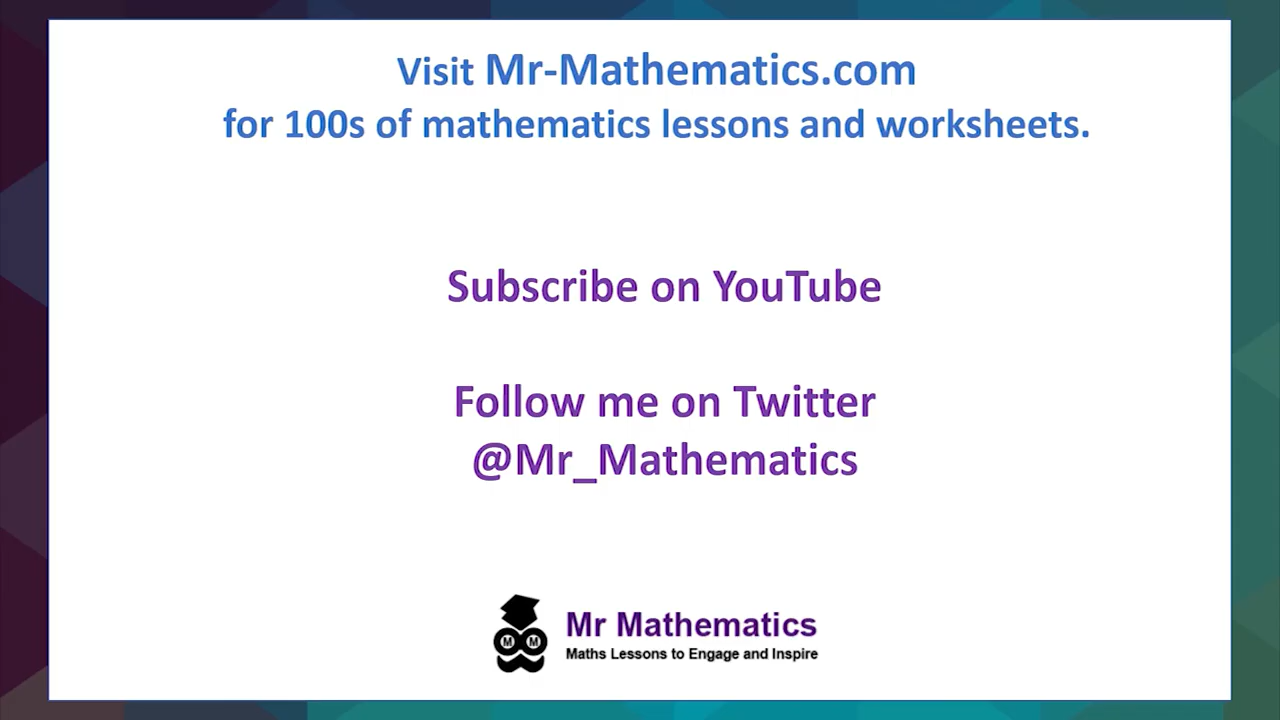 Visit Mr-Mathematics.com
for 100s of mathematics lessons and worksheets.
Subscribe on YouTube
Follow me on Twitter
@Mr_Mathematics
M M
Mr Mathematics
Maths Lessons to Engage and Inspire